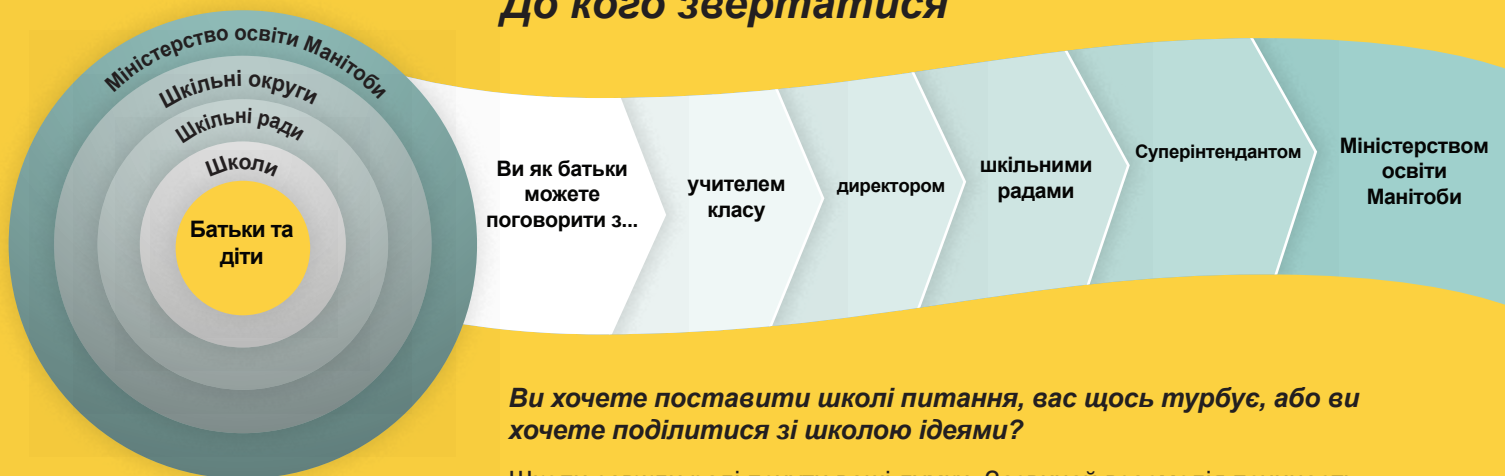 До кого звертатися
Міністерство освіти Манітоби
Шкільні округи
Шкільні ради
Школи
Батьки та
діти
Ви як батьки
можете
поговорити з...
учителем
класу
директором
шкільними
радами
Суперінтендантом
Міністерством
освіти
Манітоби
Ви хочете поставити школі питання, вас щось турбує, або ви
хочете поділитися зі школою ідеями?